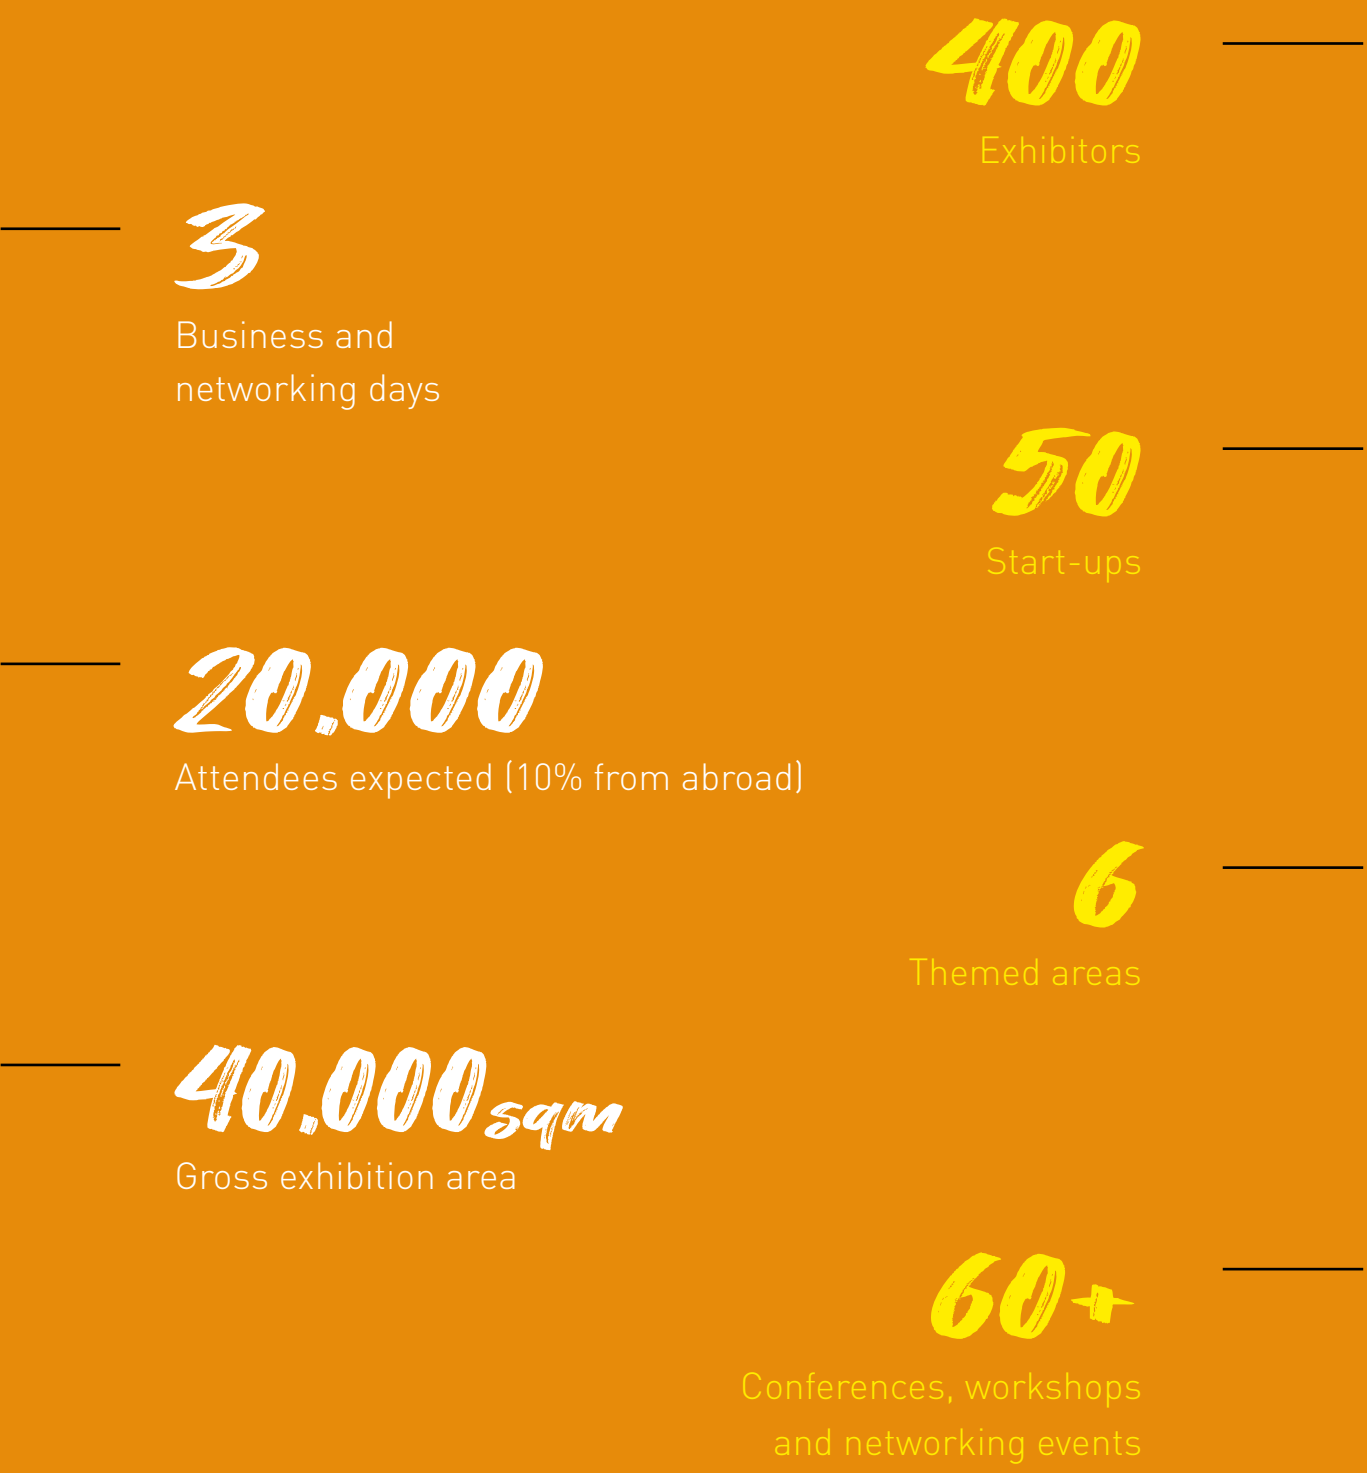 400
Exhibitors
3
Business and
networking days
50
Start-ups
20.000
Attendees expected (10% from abroad)
6
Themed areas
40.000sqm
Gross exhibition area
60+
Conferences, workshops
and networking events